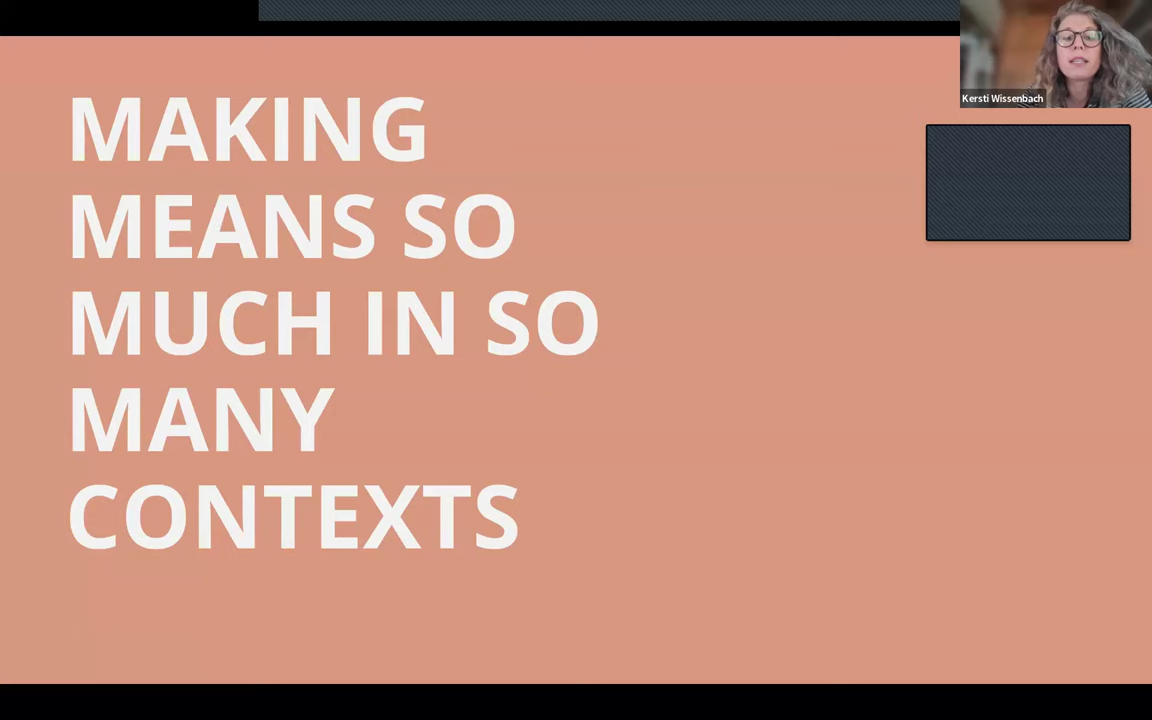 Kersti Wissenbach
MAKING
MEANS SO
MUCH IN SO
MANY
CONTEXTS